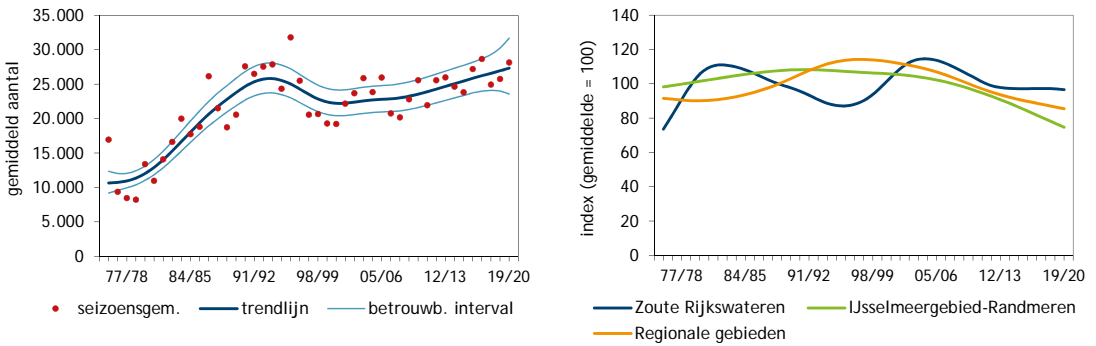 gemiddeld aantal
35.000
30.000
25.000
20.000
15.000
10.000
5.000
0
77/78 84/85 91/92 98/99 05/06 12/13 19/20
seizoensgem. trendlijn betrouwb. interval
index (gemiddelde = 100)
140
120
100
80
60
40
20
0
77/78 84/85 91/92 98/99 05/06 12/13 19/20
Zoute Rijkswateren IJsselmeergebied-Randmeren
Regionale gebieden